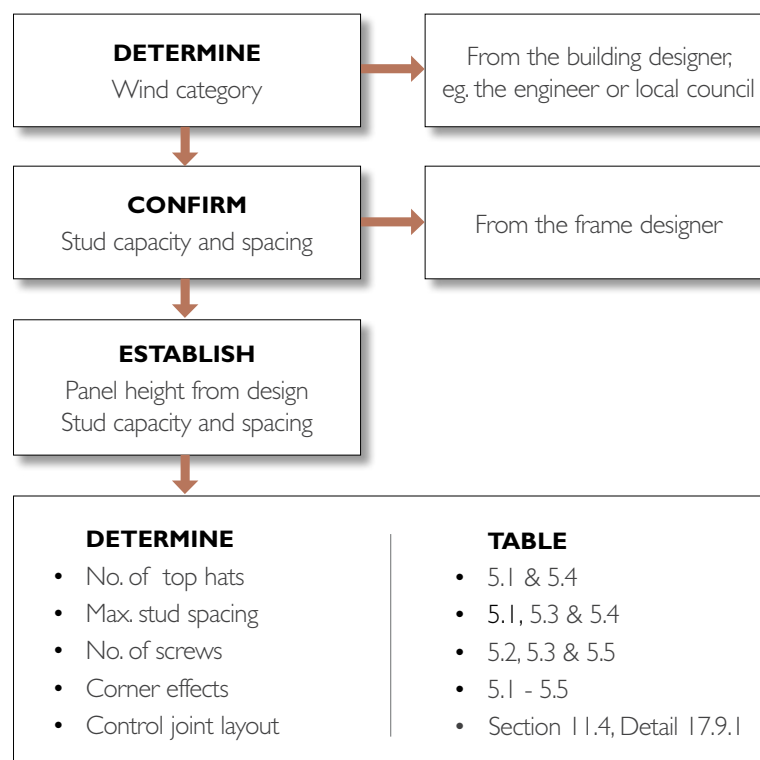 DETERMINE
Wind category
From the building designer,
eg. the engineer or local council
CONFIRM
Stud capacity and spacing
From the frame designer
ESTABLISH
Panel height from design
Stud capacity and spacing
DETERMINE
• No. of top hats
• Max. stud spacing
• No. of screws
• Corner effects
• Control joint layout
TABLE
• 5.1 & 5.4
• 5.1, 5.3 & 5.4
• 5.2, 5.3 & 5.5
• 5.1 - 5.5
• Section 11.4, Detail 17.9.1